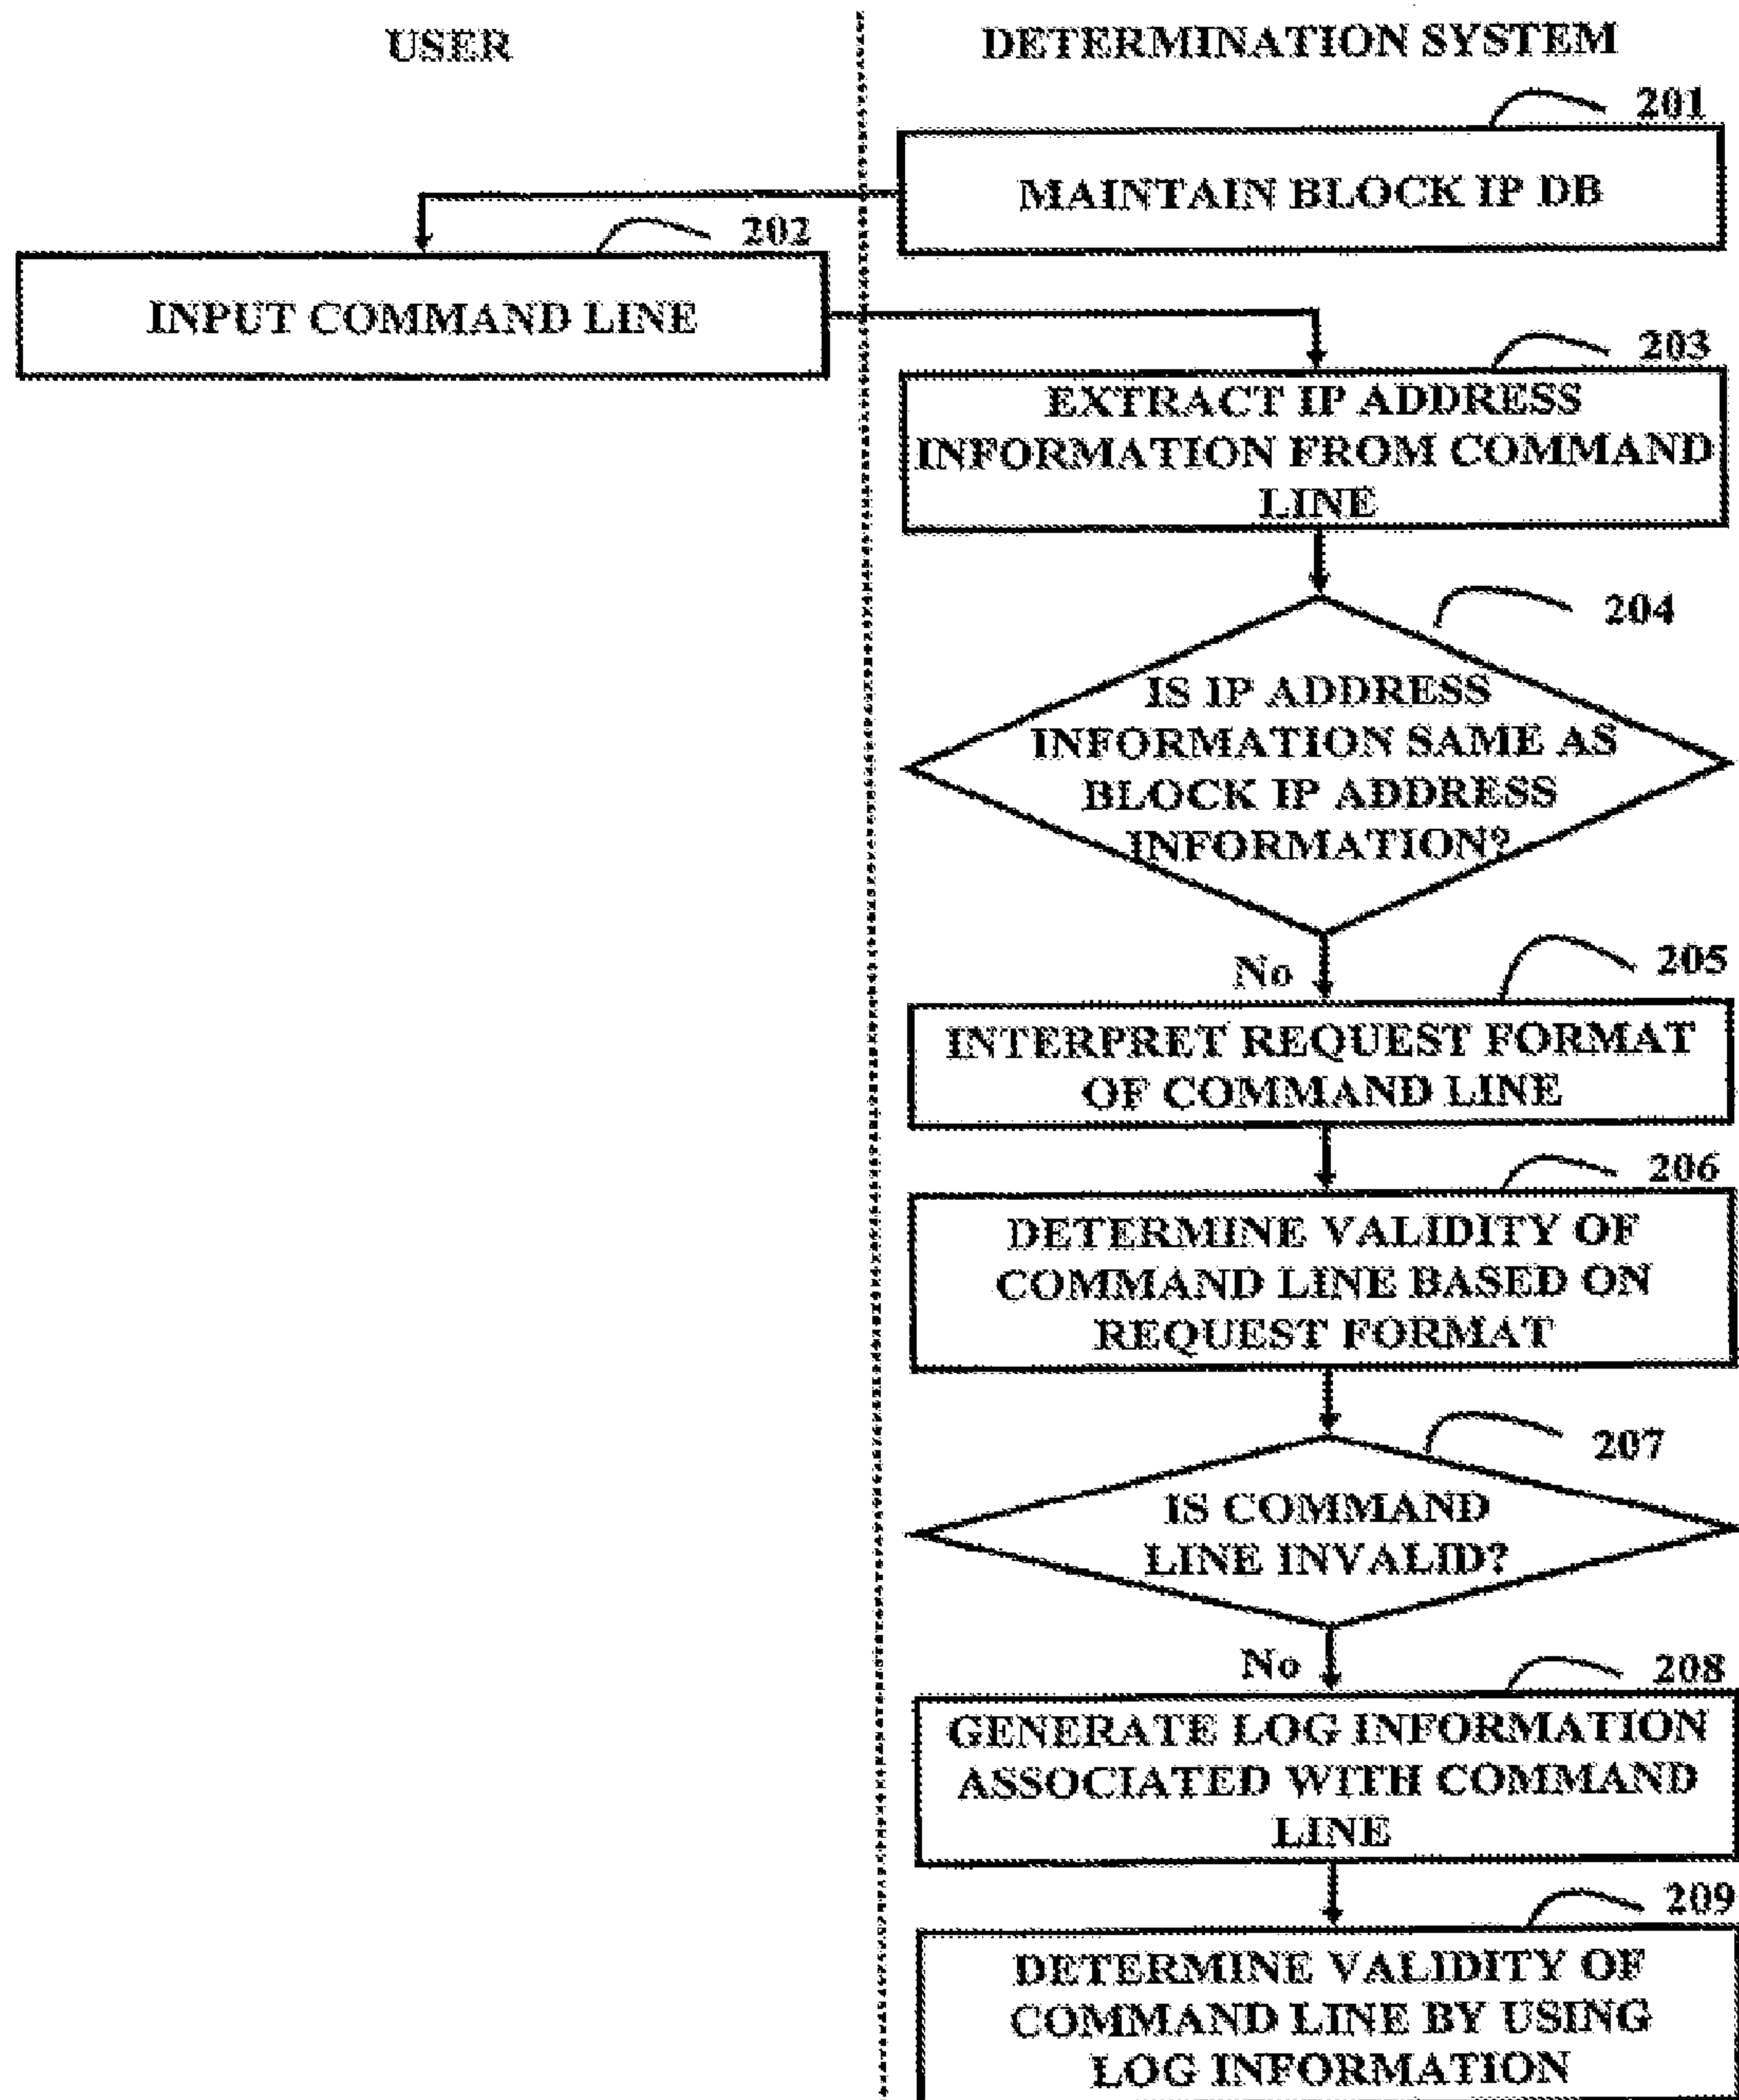 USER
DETERMINATION SYSTEM
201
MAINTAIN BLOCK IP DB
202
INPUT COMMAND LINE
203
EXTRACT IP ADDRESS
INFORMATION FROM COMMAND
LINE
204
IS IP ADDRESS
INFORMATION SAME AS
BLOCK IP ADDRESS
INFORMATION?
No
205
INTERPRET REQUEST FORMAT
OF COMMAND LINE
206
DETERMINE VALIDITY OF
COMMAND LINE BASED ON
REQUEST FORMAT
207
IS COMMAND
LINE INVALID?
No
208
GENERATE LOG INFORMATION
ASSOCIATED WITH COMMAND
LINE
209
DETERMINE VALIDITY OF
COMMAND LINE BY USING
LOG INFORMATION